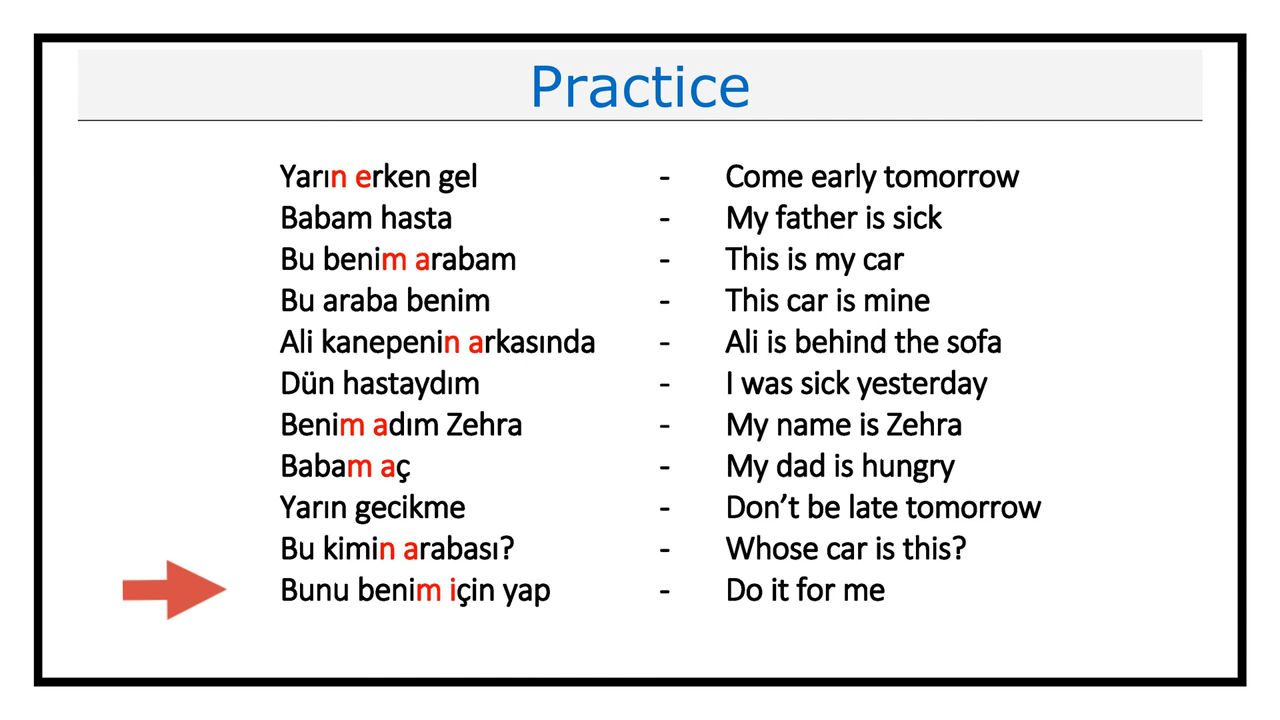 Practice
Yarın erken gel - Come early tomorrow
Babam hasta - My father is sick
Bu benim arabam - This is my car
Bu araba benim - This car is mine
Ali kanepenin arkasında - Ali is behind the sofa
Dün hastaydım - I was sick yesterday
Benim adım Zehra - My name is Zehra
Babam aç - My dad is hungry
Yarın gecikme - Don’t be late tomorrow
Bu kimin arabası? - Whose car is this?
Bunu benim için yap - Do it for me